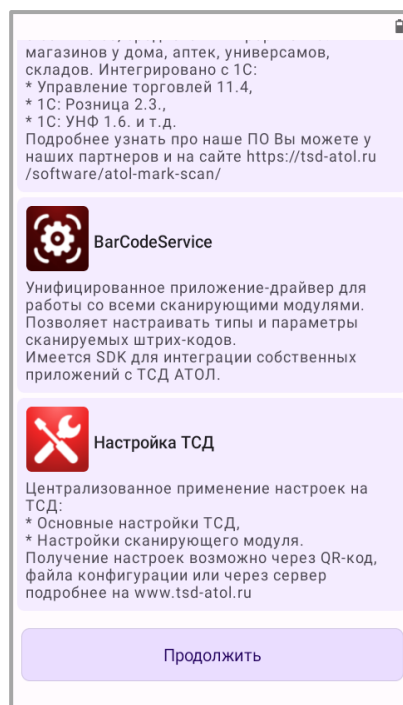 магазинов у дома, аптек, универсамов,
складов. Интегрировано с 1С:
* Управление торговлей 11.4,
* 1С: Розница 2.3.,
* 1С: УНФ 1.6. и т.д.
Подробнее узнать про наше ПО Вы можете у
наших партнеров и на сайте https://tsd-atol.ru
/software/atol-mark-scan/
BarCodeService
Унифицированное приложение-драйвер для
работы со всеми сканирующими модулями.
Позволяет настраивать типы и параметры
сканируемых штрих-кодов.
Имеется SDK для интеграции собственных
приложений с ТСД АТОЛ.
Настройка ТСД
Централизованное применение настроек на
ТСД:
* Основные настройки ТСД,
* Настройки сканирующего модуля.
Получение настроек возможно через QR-код,
файла конфигурации или через сервер
подробнее на www.tsd-atol.ru
Продолжить